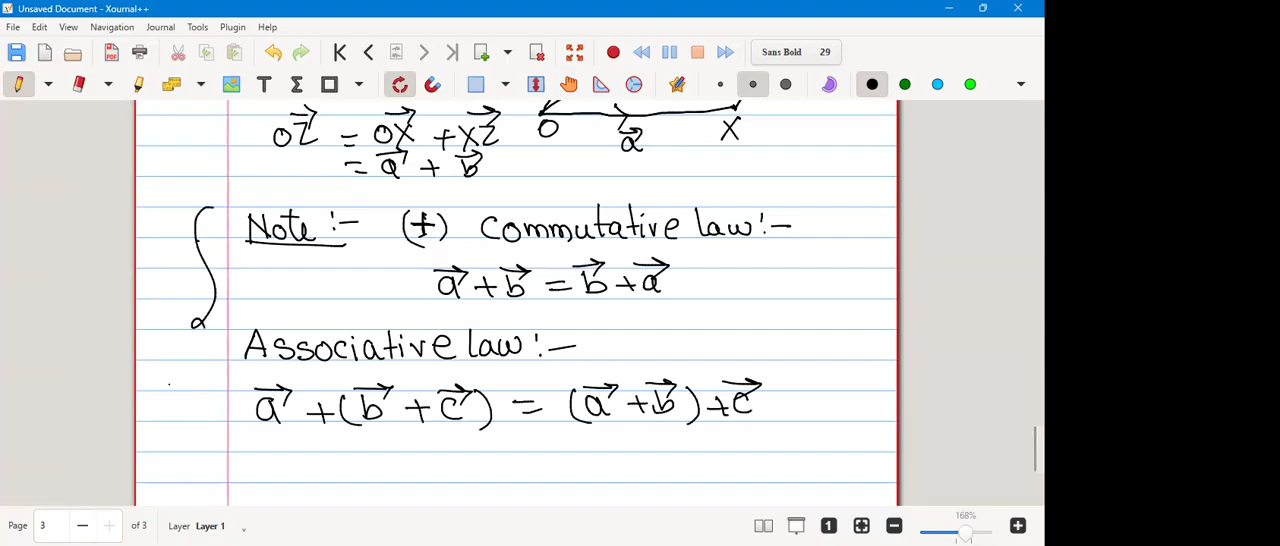 Unsaved Document - Xournal++
File Edit View Navigation Journal Tools Plugin Help
Sans Bold 29
OZ⃗ = OX⃗ + XZ⃗
= a⃗ + b⃗
O a⃗ X
Note :- (+) Commutative law :-
a⃗ + b⃗ = b⃗ + a⃗
Associative law :-
a⃗ + (b⃗ + c⃗) = (a⃗ + b⃗) + c⃗
Page 3 of 3 Layer Layer 1 168%